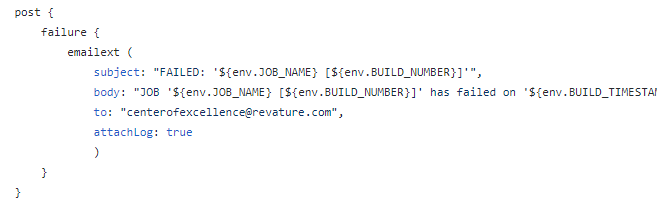 post {
failure {
emailext (
subject: "FAILED: '${env.JOB_NAME} [${env.BUILD_NUMBER}]'",
body: "JOB '${env.JOB_NAME} [${env.BUILD_NUMBER}]' has failed on '${env.BUILD_TIMESTAM
to: "centerofexcellence@revature.com",
attachLog: true
)
}
}